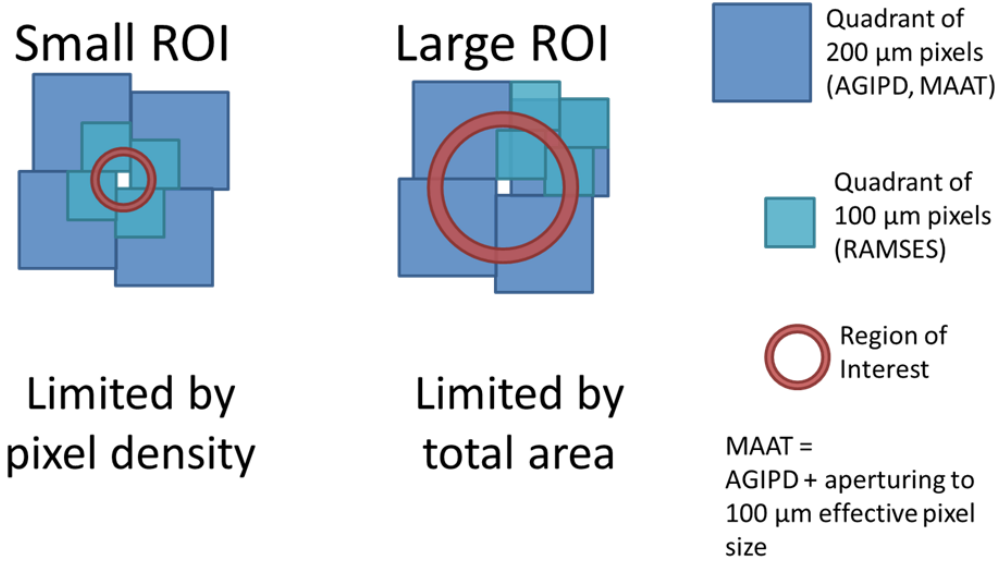 Small ROI
Limited by
pixel density
Large ROI
Limited by
total area
Quadrant of
200 µm pixels
(AGIPD, MAAT)
Quadrant of
100 µm pixels
(RAMSES)
Region of
Interest
MAAT =
AGIPD + aperturing to
100 µm effective pixel
size